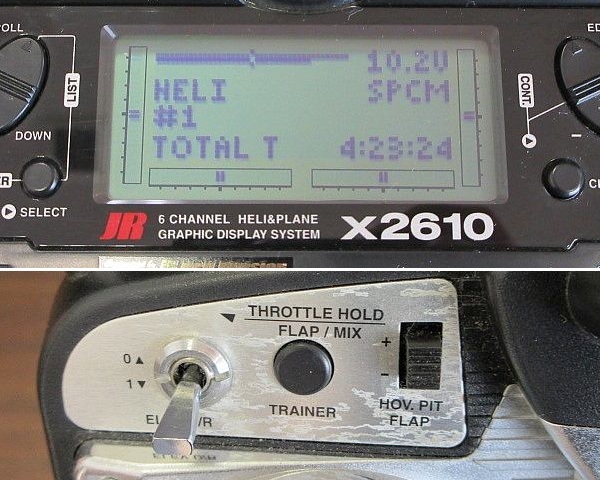 LIST
DOWN
SELECT
10.2V
HELI SPCM
#1
TOTAL T 4:23:24
CONT.
JR 6 CHANNEL HELI&PLANE
GRAPHIC DISPLAY SYSTEM X2610
THROTTLE HOLD
FLAP / MIX
0
1
+
-
TRAINER
HOV. PIT
FLAP